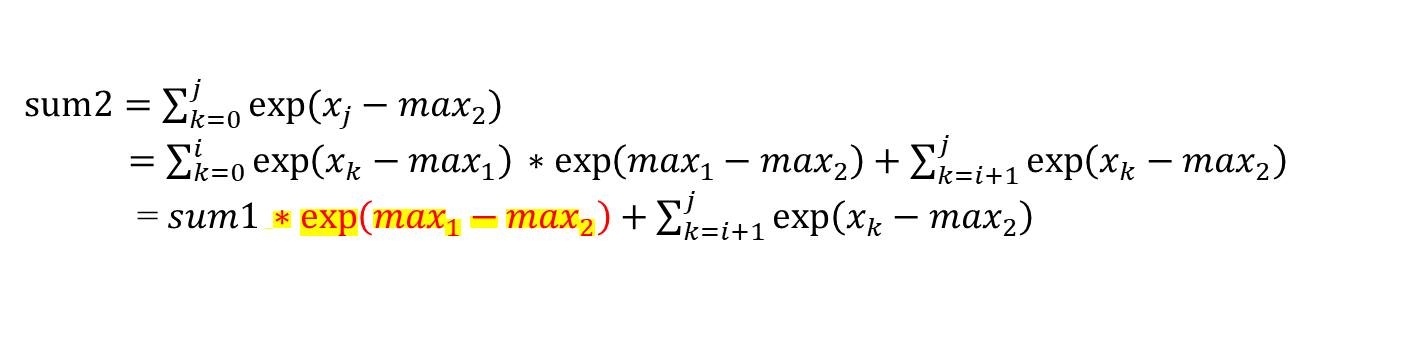 sum2 = ∑_{k=0}^{j} exp(x_j − max_2)
= ∑_{k=0}^{i} exp(x_k − max_1) * exp(max_1 − max_2) + ∑_{k=i+1}^{j} exp(x_k − max_2)
= sum1 * exp(max_1 − max_2) + ∑_{k=i+1}^{j} exp(x_k − max_2)